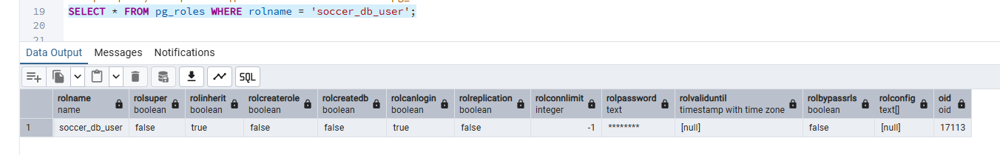 19 SELECT * FROM pg_roles WHERE rolname = 'soccer_db_user';
20
21
Data Output Messages Notifications
SQL
rolname rolsuper rolinherit rolcreaterole rolcreatedb rolcanlogin rolreplication rolconnlimit rolpassword rolvaliduntil rolbypassrls rolconfig oid
name boolean boolean boolean boolean boolean boolean integer text timestamp with time zone boolean text[] oid
1 soccer_db_user false true false false true false -1 ******** [null] false [null] 17113